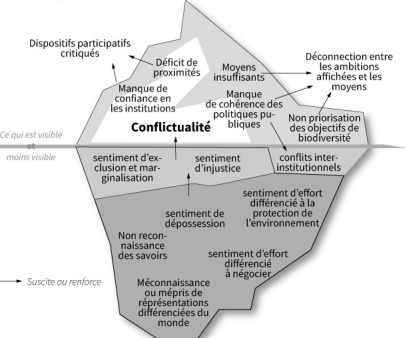 Dispositifs participatifs
critiqués
Déficit de
proximités
Manque de
confiance en
les institutions
Moyens
insuffisants
Déconnection entre
les ambitions
affichées et les
moyens
Manque
de cohérence des
politiques pu-
bliques
Non priorisation
des objectifs de
biodiversité
Conflictualité
Ce qui est visible
et
moins visible
sentiment d'ex-
clusion et mar-
ginalisation
sentiment
d'injustice
conflits inter-
institutionnels
sentiment de
dépossession
sentiment d'effort
différencié à la
protection de
l'environnement
Non recon-
naissance
des savoirs
sentiment d'effort
différencié
à négocier
Suscite ou renforce
Méconnaissance
ou mépris de
réprésentations
différenciées du
monde